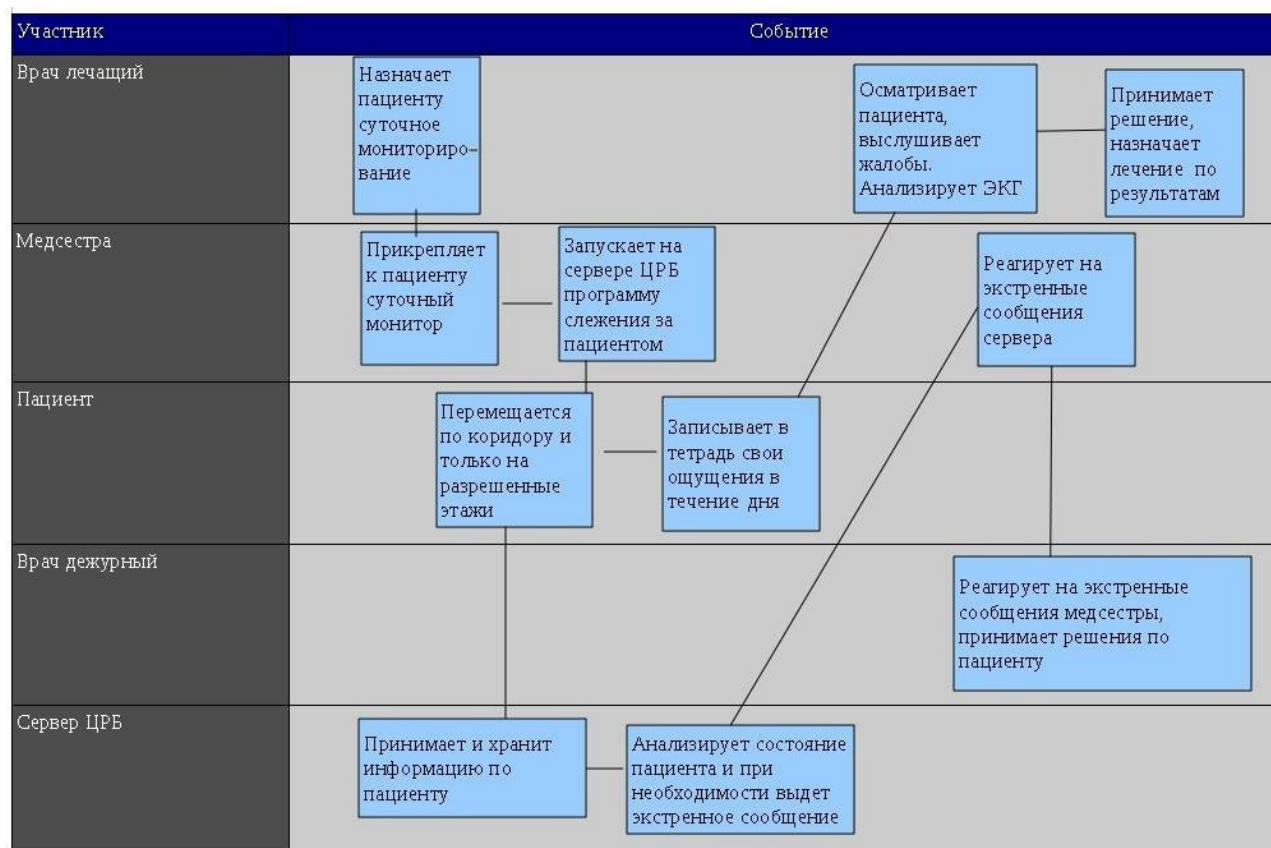 Участник
Событие
Врач лечащий
Назначает
пациенту
суточное
мониториро-
вание
Осматривает
пациента,
выслушивает
жалобы.
Анализирует ЭКГ
Принимает
решение,
назначает
лечение по
результатам
Медсестра
Прикрепляет
к пациенту
суточный
монитор
Запускает на
сервере ЦРБ
программу
слежения за
пациентом
Реагирует на
экстренные
сообщения
сервера
Пациент
Перемещается
по коридору и
только на
разрешенные
этажи
Записывает в
тетрадь свои
ощущения в
течение дня
Врач дежурный
Реагирует на экстренные
сообщения медсестры,
принимает решения по
пациенту
Сервер ЦРБ
Принимает и хранит
информацию по
пациенту
Анализирует состояние
пациента и при
необходимости выдет
экстренное сообщение